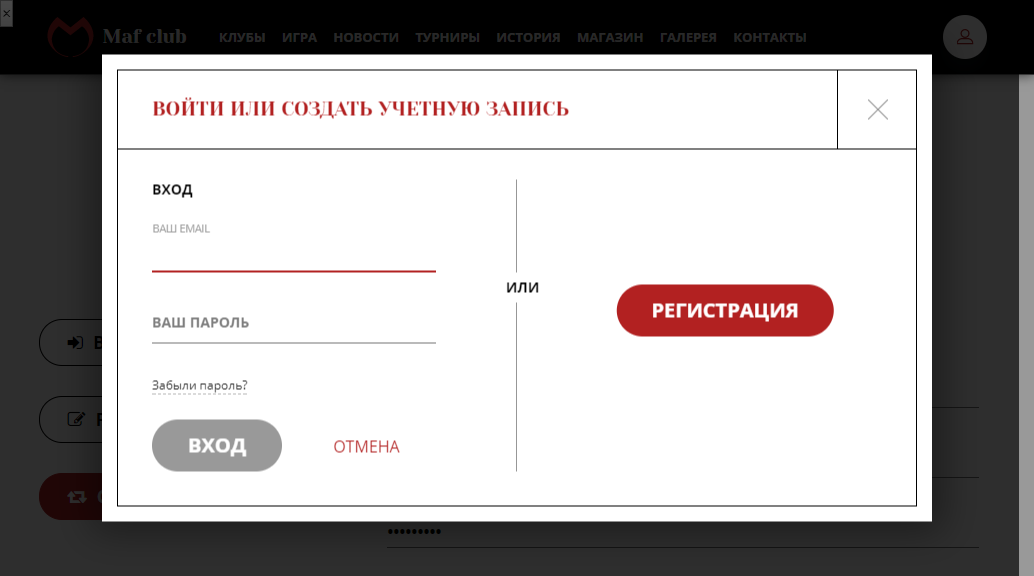 ×
Maf club
КЛУБЫ
ИГРА
НОВОСТИ
ТУРНИРЫ
ИСТОРИЯ
МАГАЗИН
ГАЛЕРЕЯ
КОНТАКТЫ
ВОЙТИ ИЛИ СОЗДАТЬ УЧЕТНУЮ ЗАПИСЬ
ВХОД
ВАШ EMAIL
ИЛИ
РЕГИСТРАЦИЯ
ВАШ ПАРОЛЬ
Забыли пароль?
ВХОД
ОТМЕНА
•••••••••